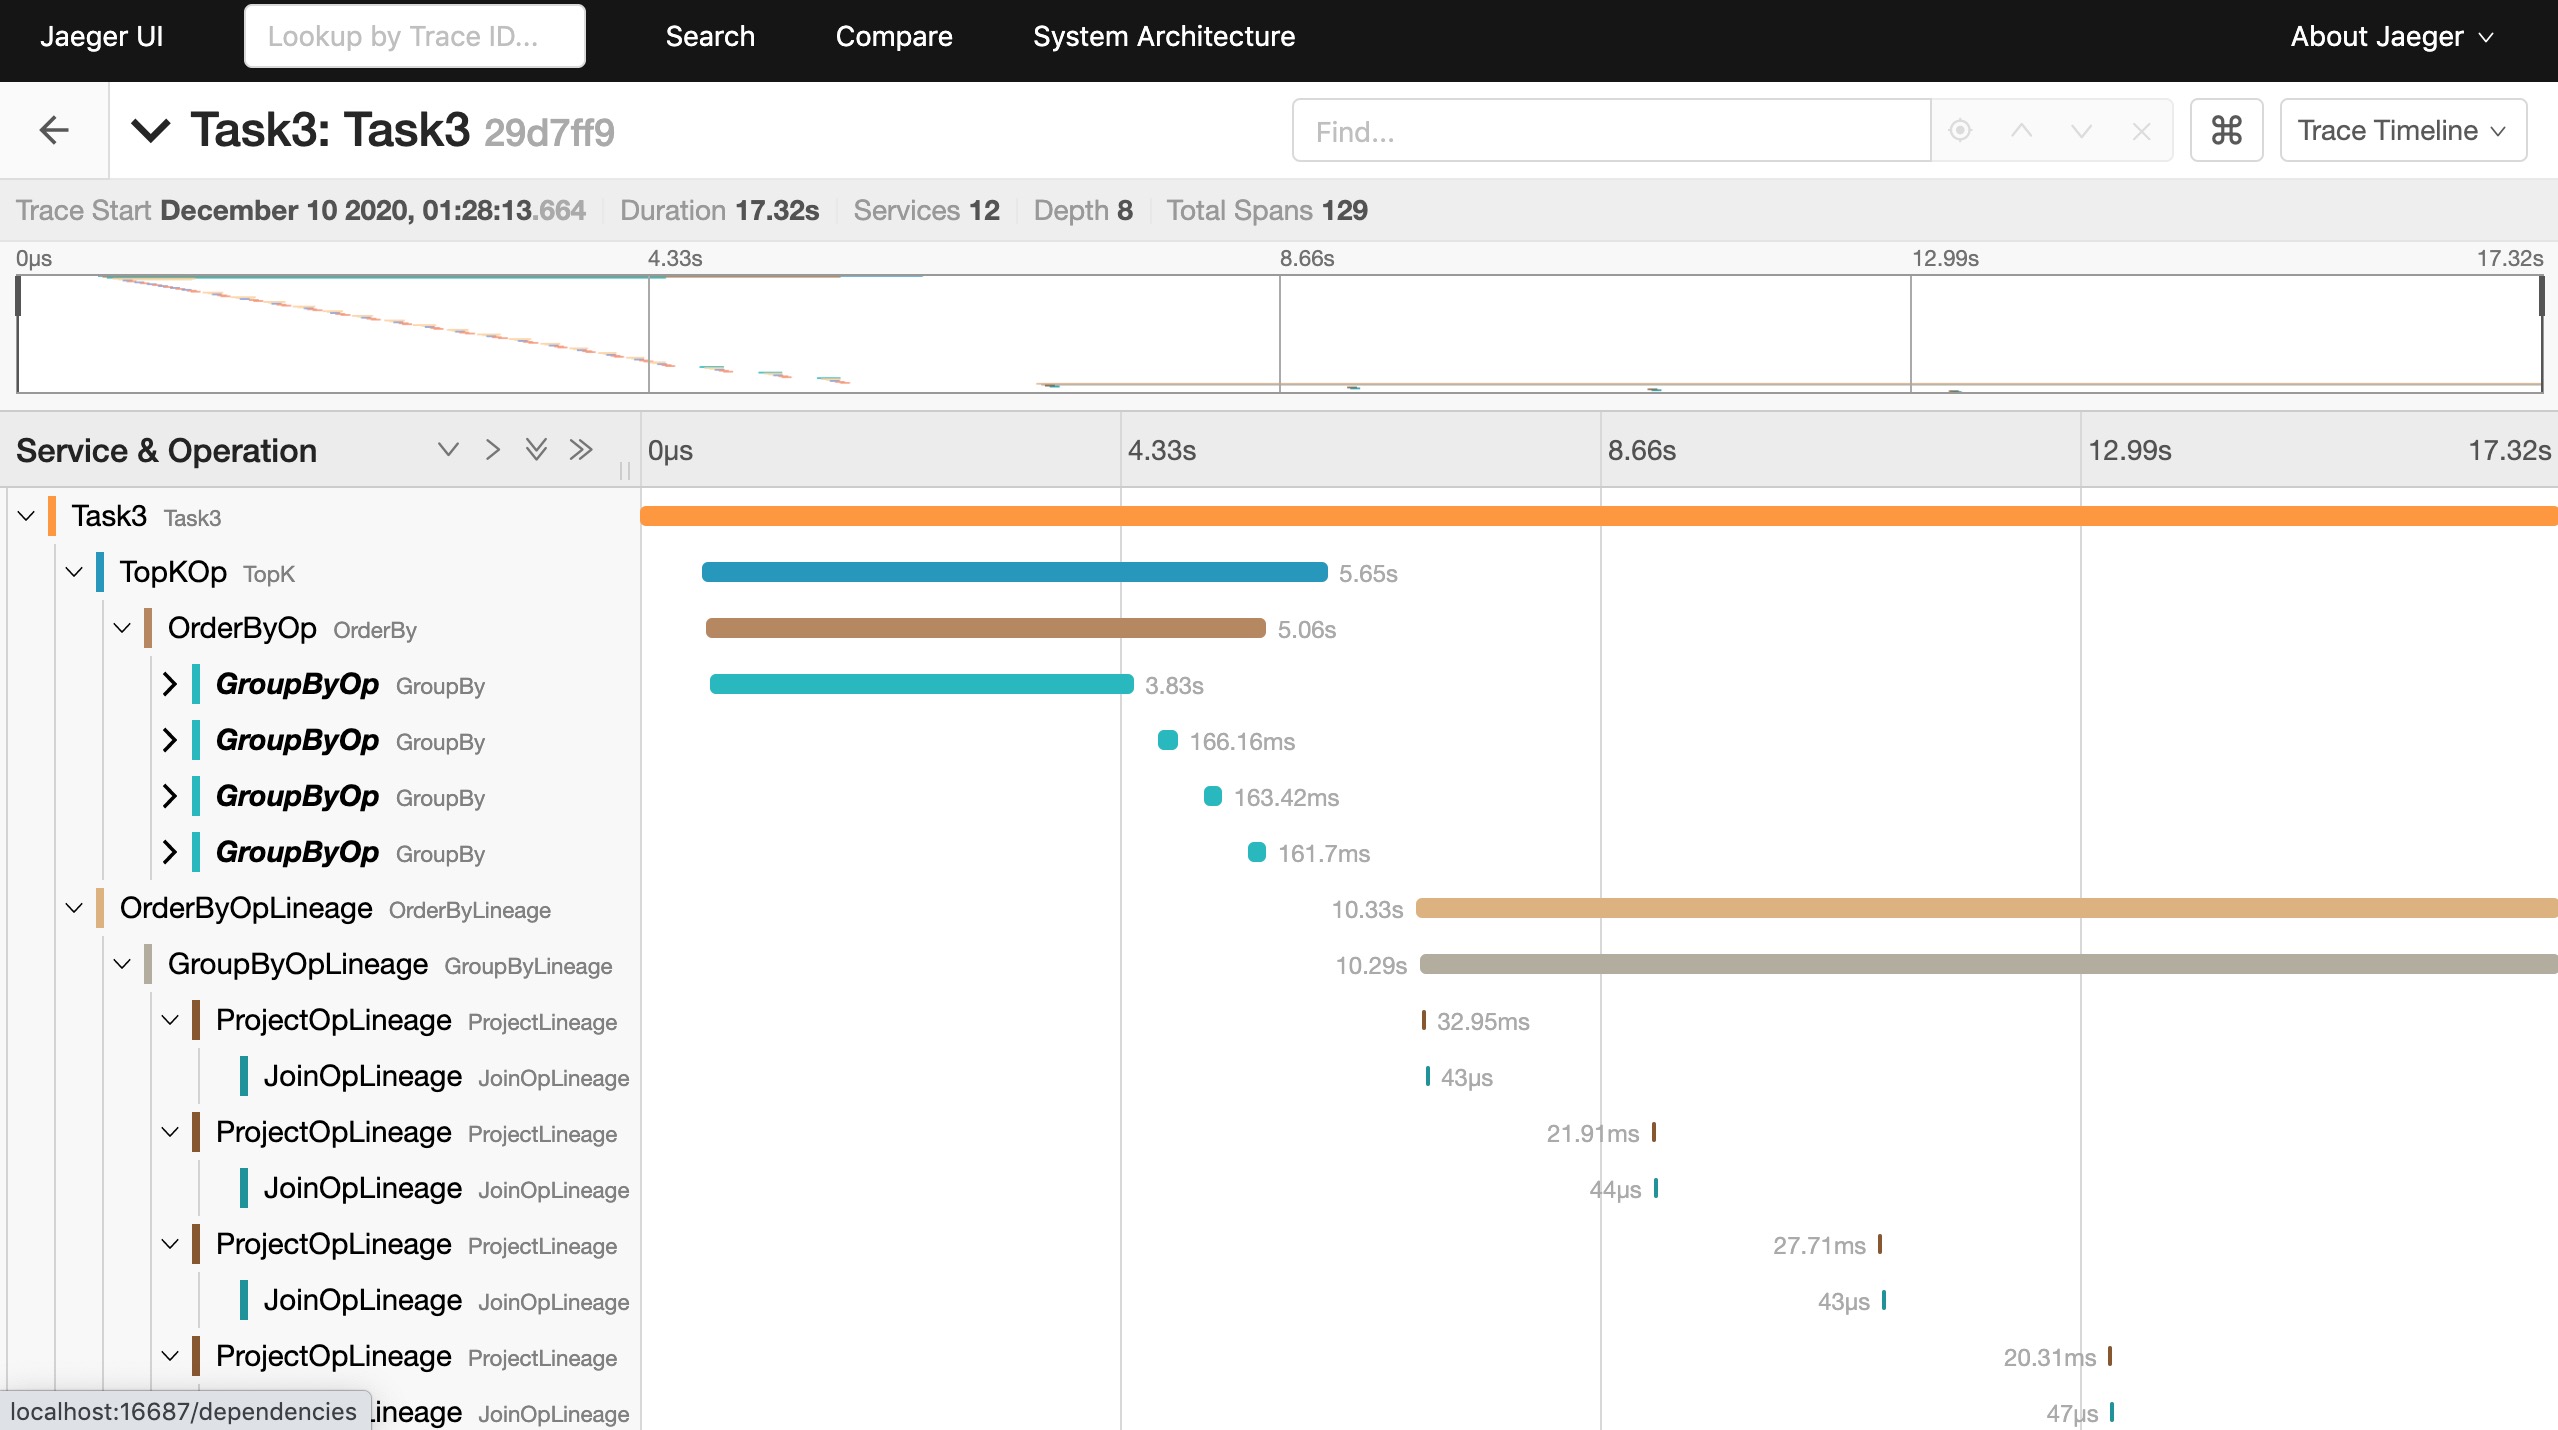 Jaeger UI Lookup by Trace ID... Search Compare System Architecture About Jaeger
Task3: Task3 29d7ff9 Find... ⌘ Trace Timeline
Trace Start December 10 2020, 01:28:13.664 Duration 17.32s Services 12 Depth 8 Total Spans 129
0μs 4.33s 8.66s 12.99s 17.32s
Service & Operation 0μs 4.33s 8.66s 12.99s 17.32s
Task3 Task3
TopKOp TopK 5.65s
OrderByOp OrderBy 5.06s
GroupByOp GroupBy 3.83s
GroupByOp GroupBy 166.16ms
GroupByOp GroupBy 163.42ms
GroupByOp GroupBy 161.7ms
OrderByOpLineage OrderByLineage 10.33s
GroupByOpLineage GroupByLineage 10.29s
ProjectOpLineage ProjectLineage 32.95ms
JoinOpLineage JoinOpLineage 43μs
ProjectOpLineage ProjectLineage 21.91ms
JoinOpLineage JoinOpLineage 44μs
ProjectOpLineage ProjectLineage 27.71ms
JoinOpLineage JoinOpLineage 43μs
ProjectOpLineage ProjectLineage 20.31ms
localhost:16687/dependencies Lineage JoinOpLineage 47μs